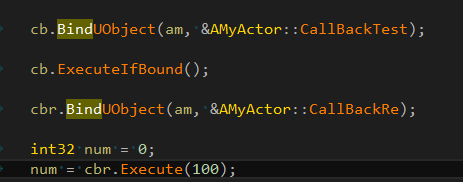 cb.BindUObject(am, &AMyActor::CallBackTest);
cb.ExecuteIfBound();
cbr.BindUObject(am, &AMyActor::CallBackRe);
int32 num = 0;
num = cbr.Execute(100);